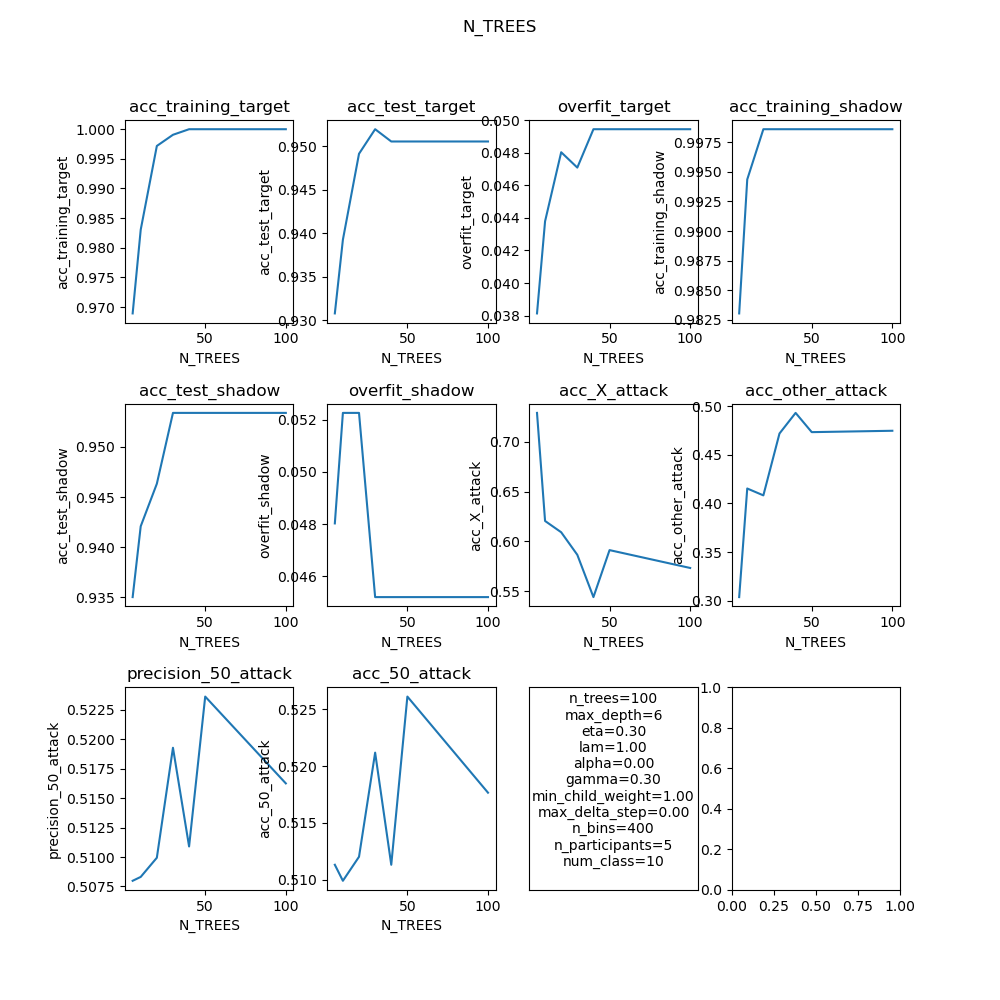 N_TREES
acc_training_target
acc_training_target
1.000
0.995
0.990
0.985
0.980
0.975
0.970
50
100
N_TREES
acc_test_target
acc_test_target
0.950
0.945
0.940
0.935
0.930
50
100
N_TREES
overfit_target
overfit_target
0.050
0.048
0.046
0.044
0.042
0.040
0.038
50
100
N_TREES
acc_training_shadow
acc_training_shadow
0.9975
0.9950
0.9925
0.9900
0.9875
0.9850
0.9825
50
100
N_TREES
acc_test_shadow
acc_test_shadow
0.950
0.945
0.940
0.935
50
100
N_TREES
overfit_shadow
overfit_shadow
0.052
0.050
0.048
0.046
50
100
N_TREES
acc_X_attack
acc_X_attack
0.70
0.65
0.60
0.55
50
100
N_TREES
acc_other_attack
acc_other_attack
0.50
0.45
0.40
0.35
0.30
50
100
N_TREES
precision_50_attack
precision_50_attack
0.5225
0.5200
0.5175
0.5150
0.5125
0.5100
0.5075
50
100
N_TREES
acc_50_attack
acc_50_attack
0.525
0.520
0.515
0.510
50
100
N_TREES
n_trees=100
max_depth=6
eta=0.30
lam=1.00
alpha=0.00
gamma=0.30
min_child_weight=1.00
max_delta_step=0.00
n_bins=400
n_participants=5
num_class=10
1.0
0.8
0.6
0.4
0.2
0.0
0.00
0.25
0.50
0.75
1.00